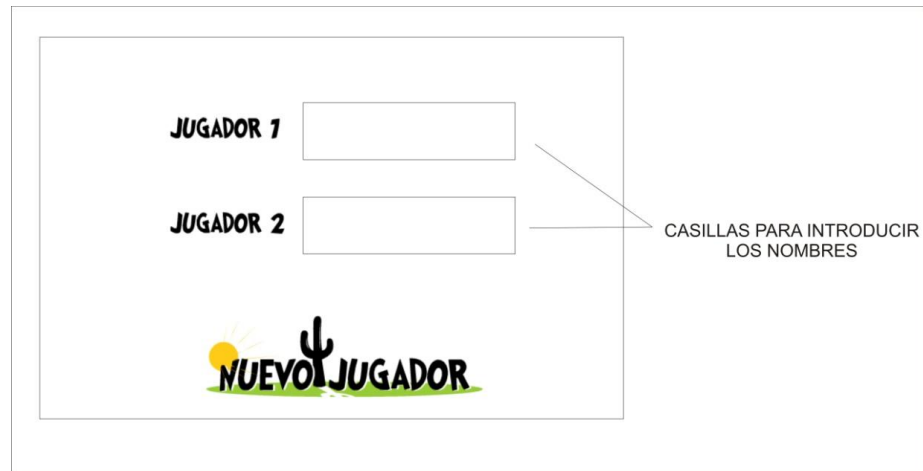 JUGADOR 1
JUGADOR 2
CASILLAS PARA INTRODUCIR
LOS NOMBRES
NUEVO JUGADOR